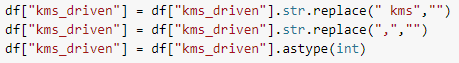 df["kms_driven"] = df["kms_driven"].str.replace(" kms","")
df["kms_driven"] = df["kms_driven"].str.replace(",","")
df["kms_driven"] = df["kms_driven"].astype(int)